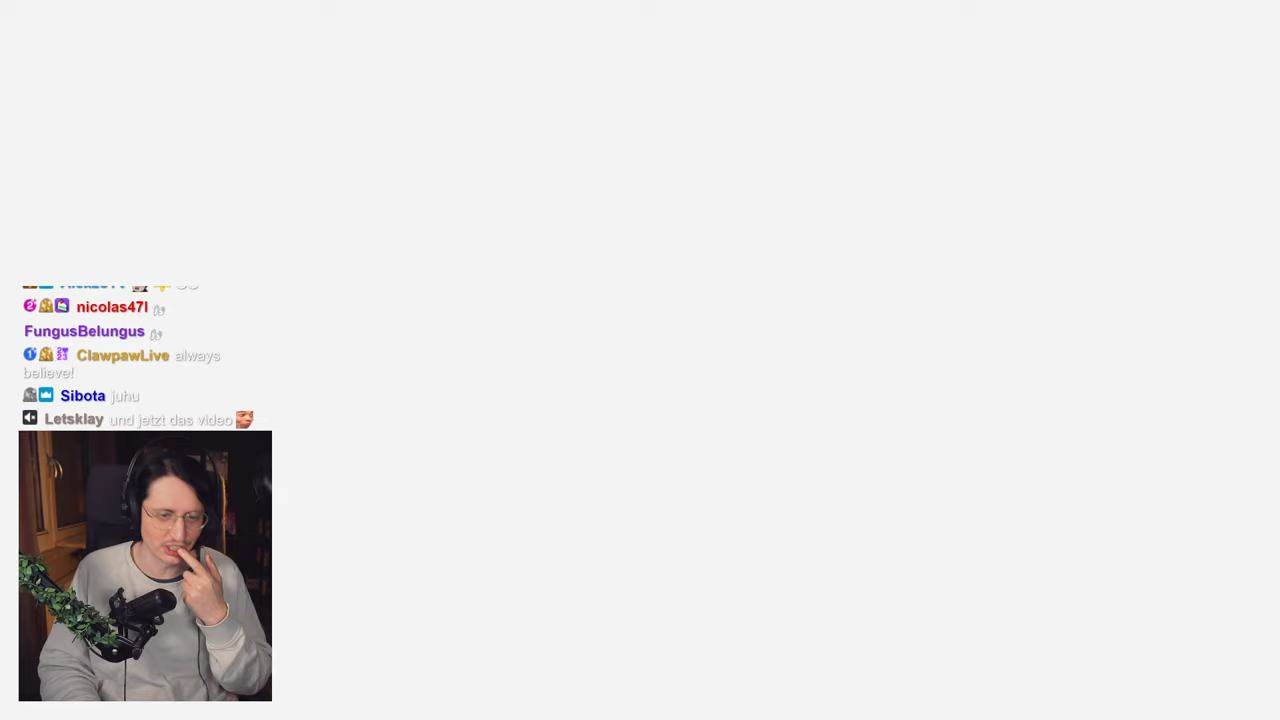 nicolas47l
FungusBelungus
ClawpawLive always
believe!
Sibota juhu
Letsklay und jetzt das video